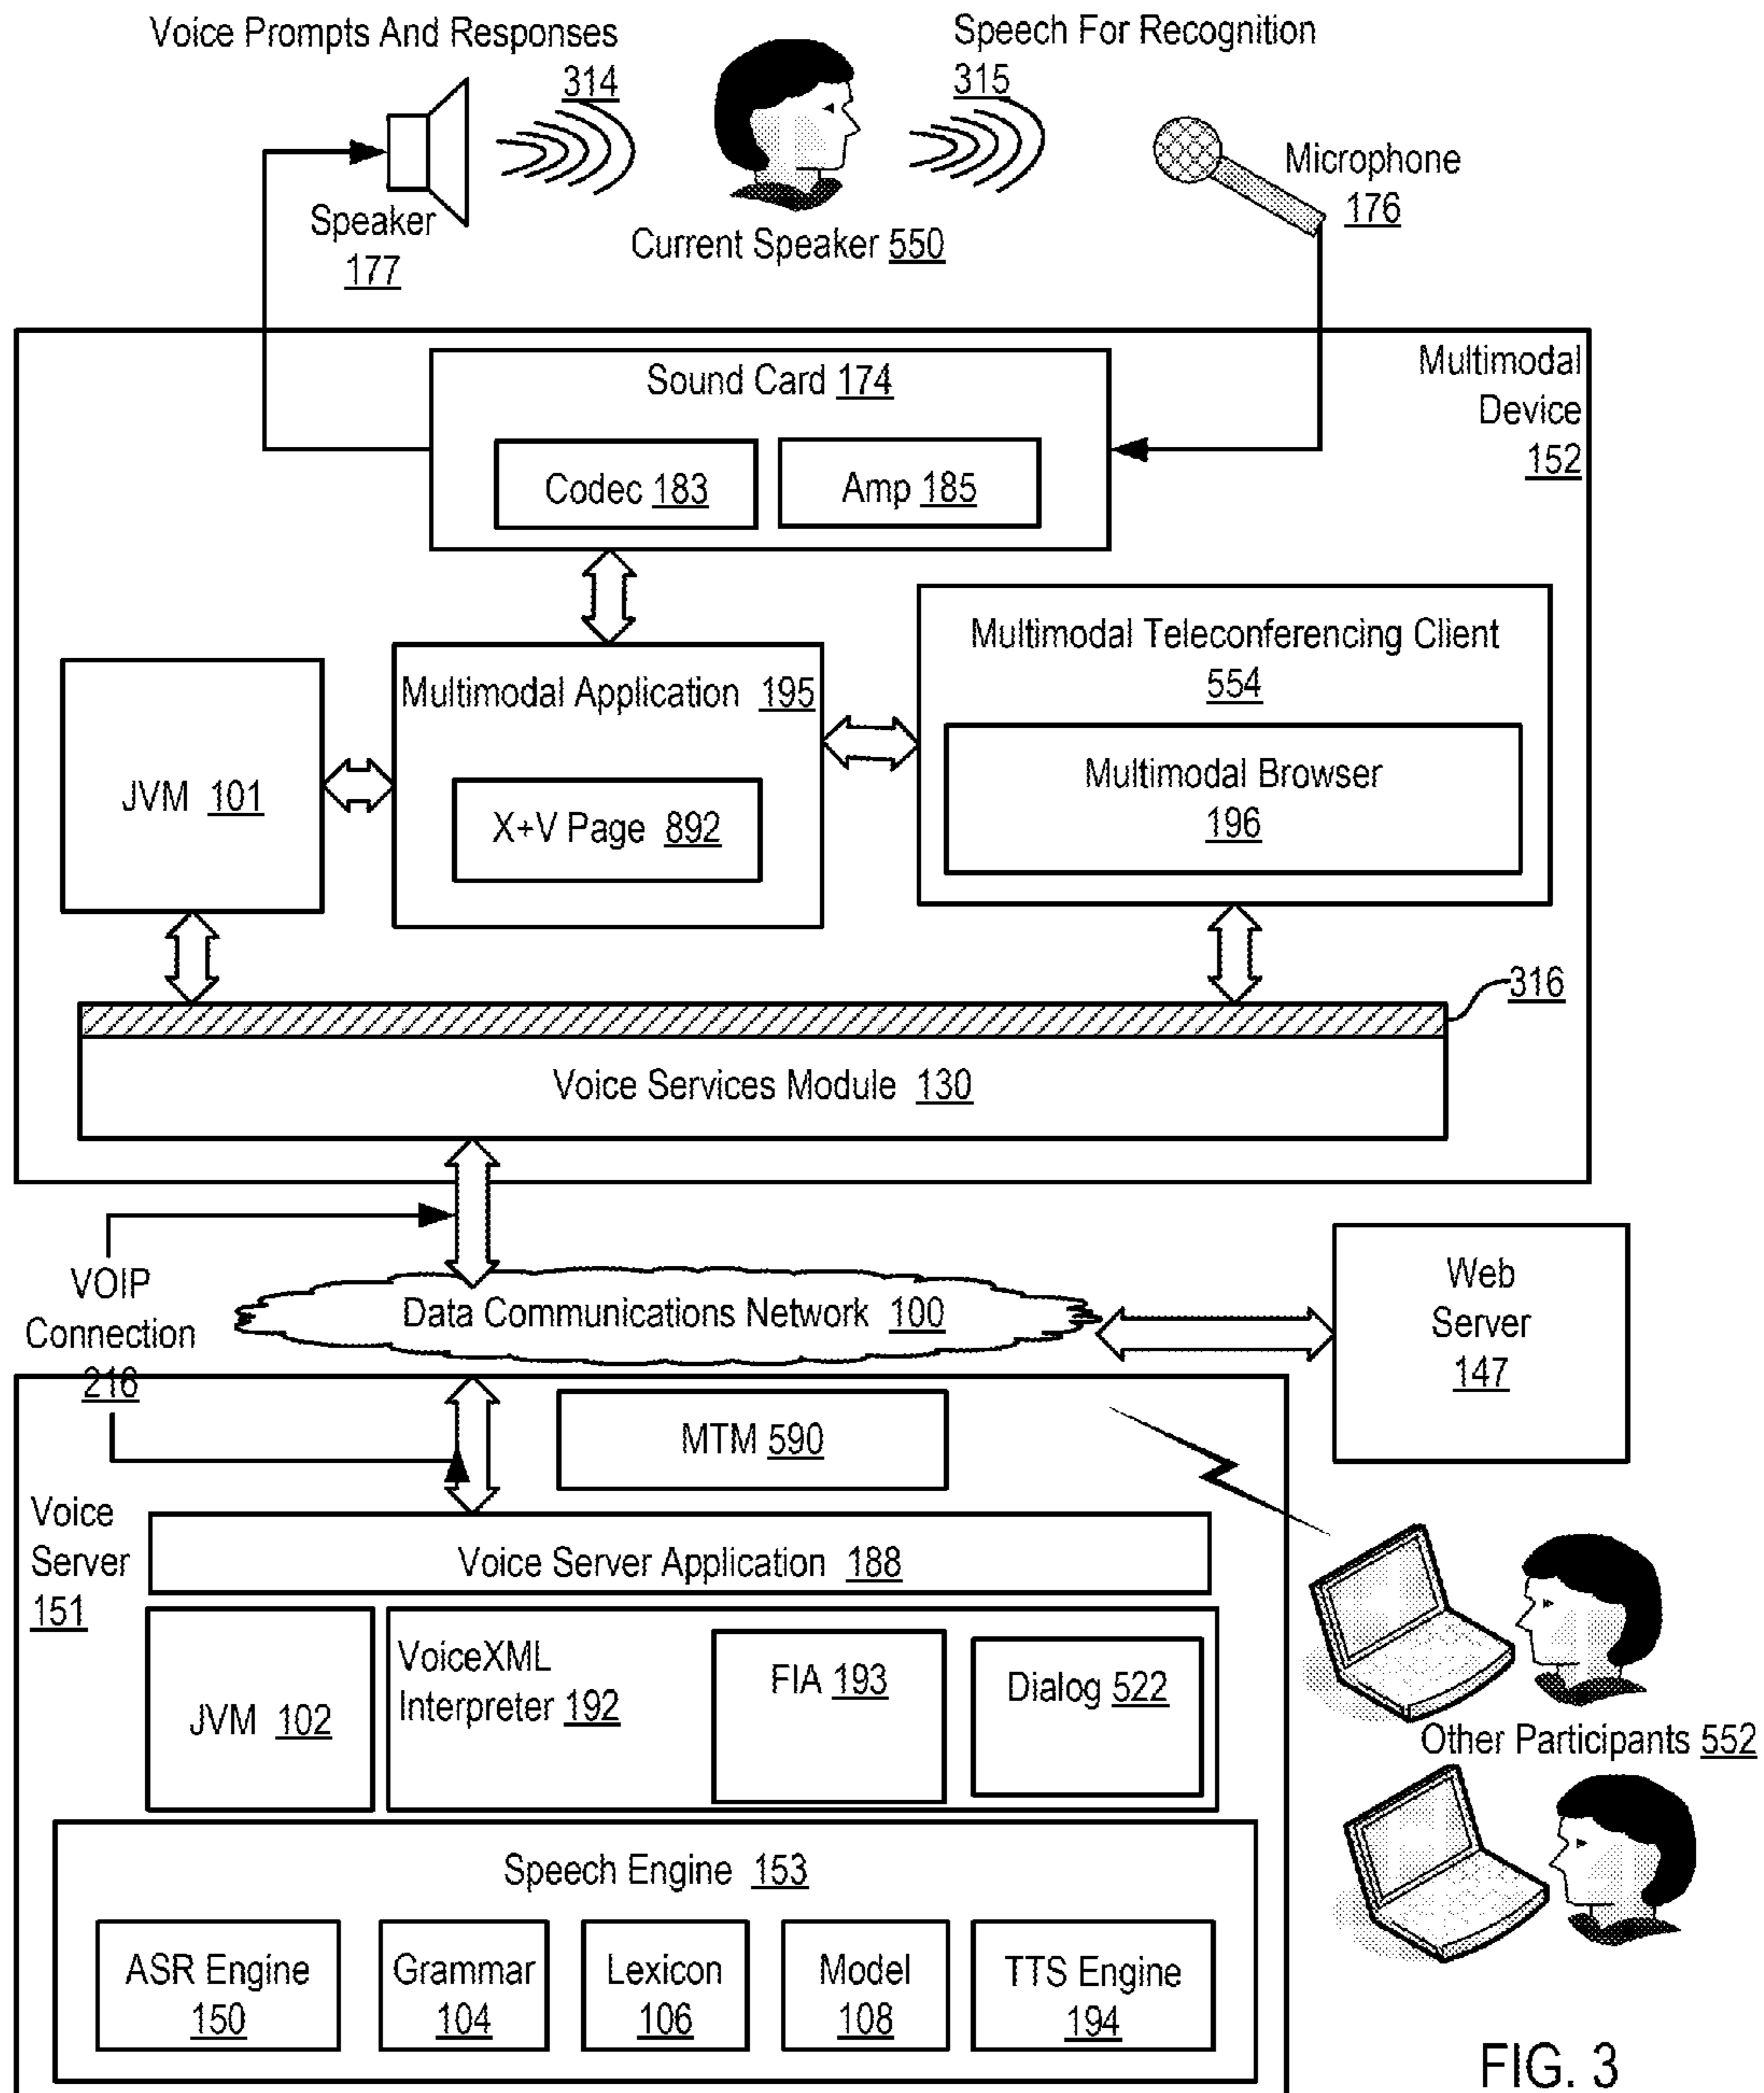 Voice Prompts And Responses
314
Speech For Recognition
315
Microphone
176
Speaker
177
Current Speaker 550
Multimodal
Device
152
Sound Card 174
Codec 183
Amp 185
Multimodal Teleconferencing Client
554
Multimodal Browser
196
Multimodal Application 195
X+V Page 892
JVM 101
316
Voice Services Module 130
VOIP
Connection
216
Data Communications Network 100
Web
Server
147
MTM 590
Voice
Server
151
Voice Server Application 188
JVM 102
VoiceXML
Interpreter 192
FIA 193
Dialog 522
Other Participants 552
Speech Engine 153
ASR Engine
150
Grammar
104
Lexicon
106
Model
108
TTS Engine
194
FIG. 3